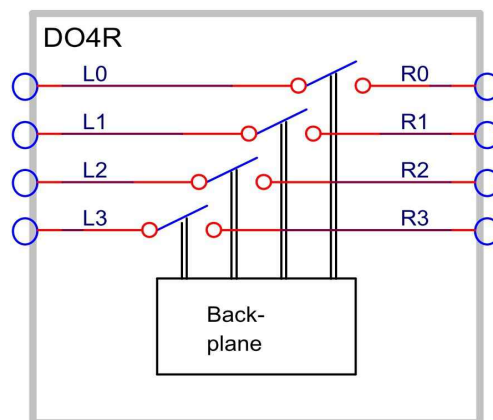 DO4R
L0 R0
L1 R1
L2 R2
L3 R3
Back-
plane